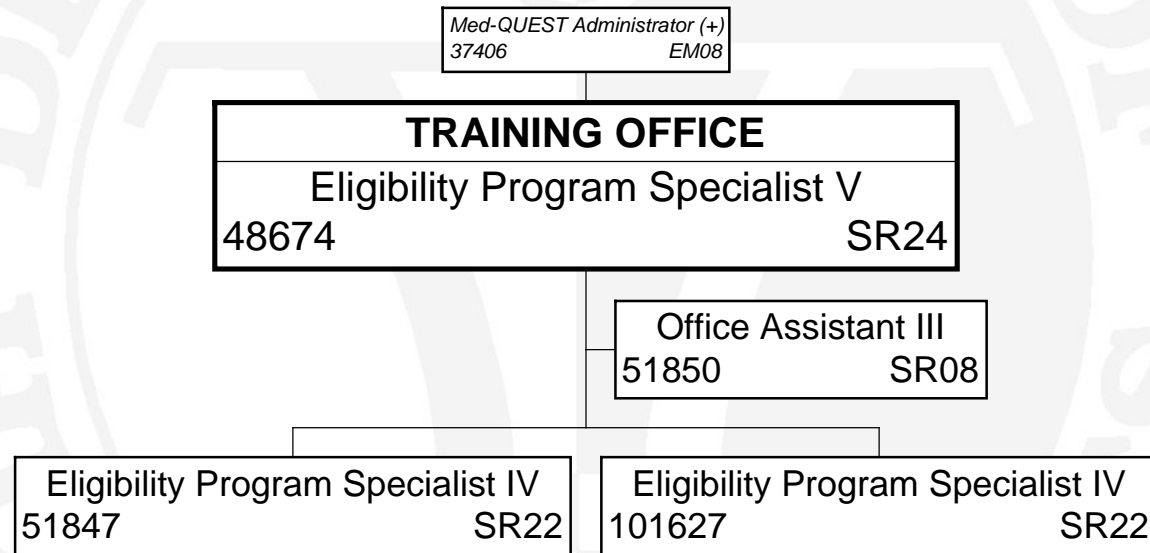 Med-QUEST Administrator (+)
37406 EM08
TRAINING OFFICE
Eligibility Program Specialist V
48674 SR24
Office Assistant III
51850 SR08
Eligibility Program Specialist IV
51847 SR22
Eligibility Program Specialist IV
101627 SR22